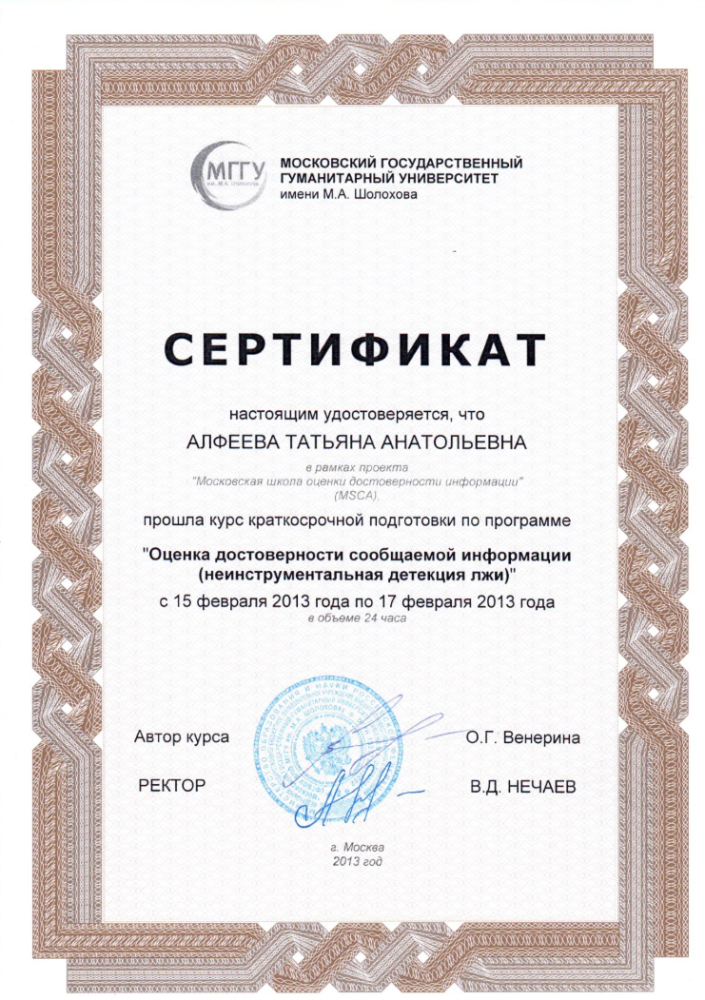 МГГУ
ИМ. М.А. ШОЛОХОВА
МОСКОВСКИЙ ГОСУДАРСТВЕННЫЙ
ГУМАНИТАРНЫЙ УНИВЕРСИТЕТ
имени М.А. Шолохова
СЕРТИФИКАТ
настоящим удостоверяется, что
АЛФЕЕВА ТАТЬЯНА АНАТОЛЬЕВНА
в рамках проекта
"Московская школа оценки достоверности информации"
(MSCA),
прошла курс краткосрочной подготовки по программе
"Оценка достоверности сообщаемой информации
(неинструментальная детекция лжи)"
с 15 февраля 2013 года по 17 февраля 2013 года
в объеме 24 часа
Автор курса
О.Г. Венерина
РЕКТОР
В.Д. НЕЧАЕВ
г. Москва
2013 год